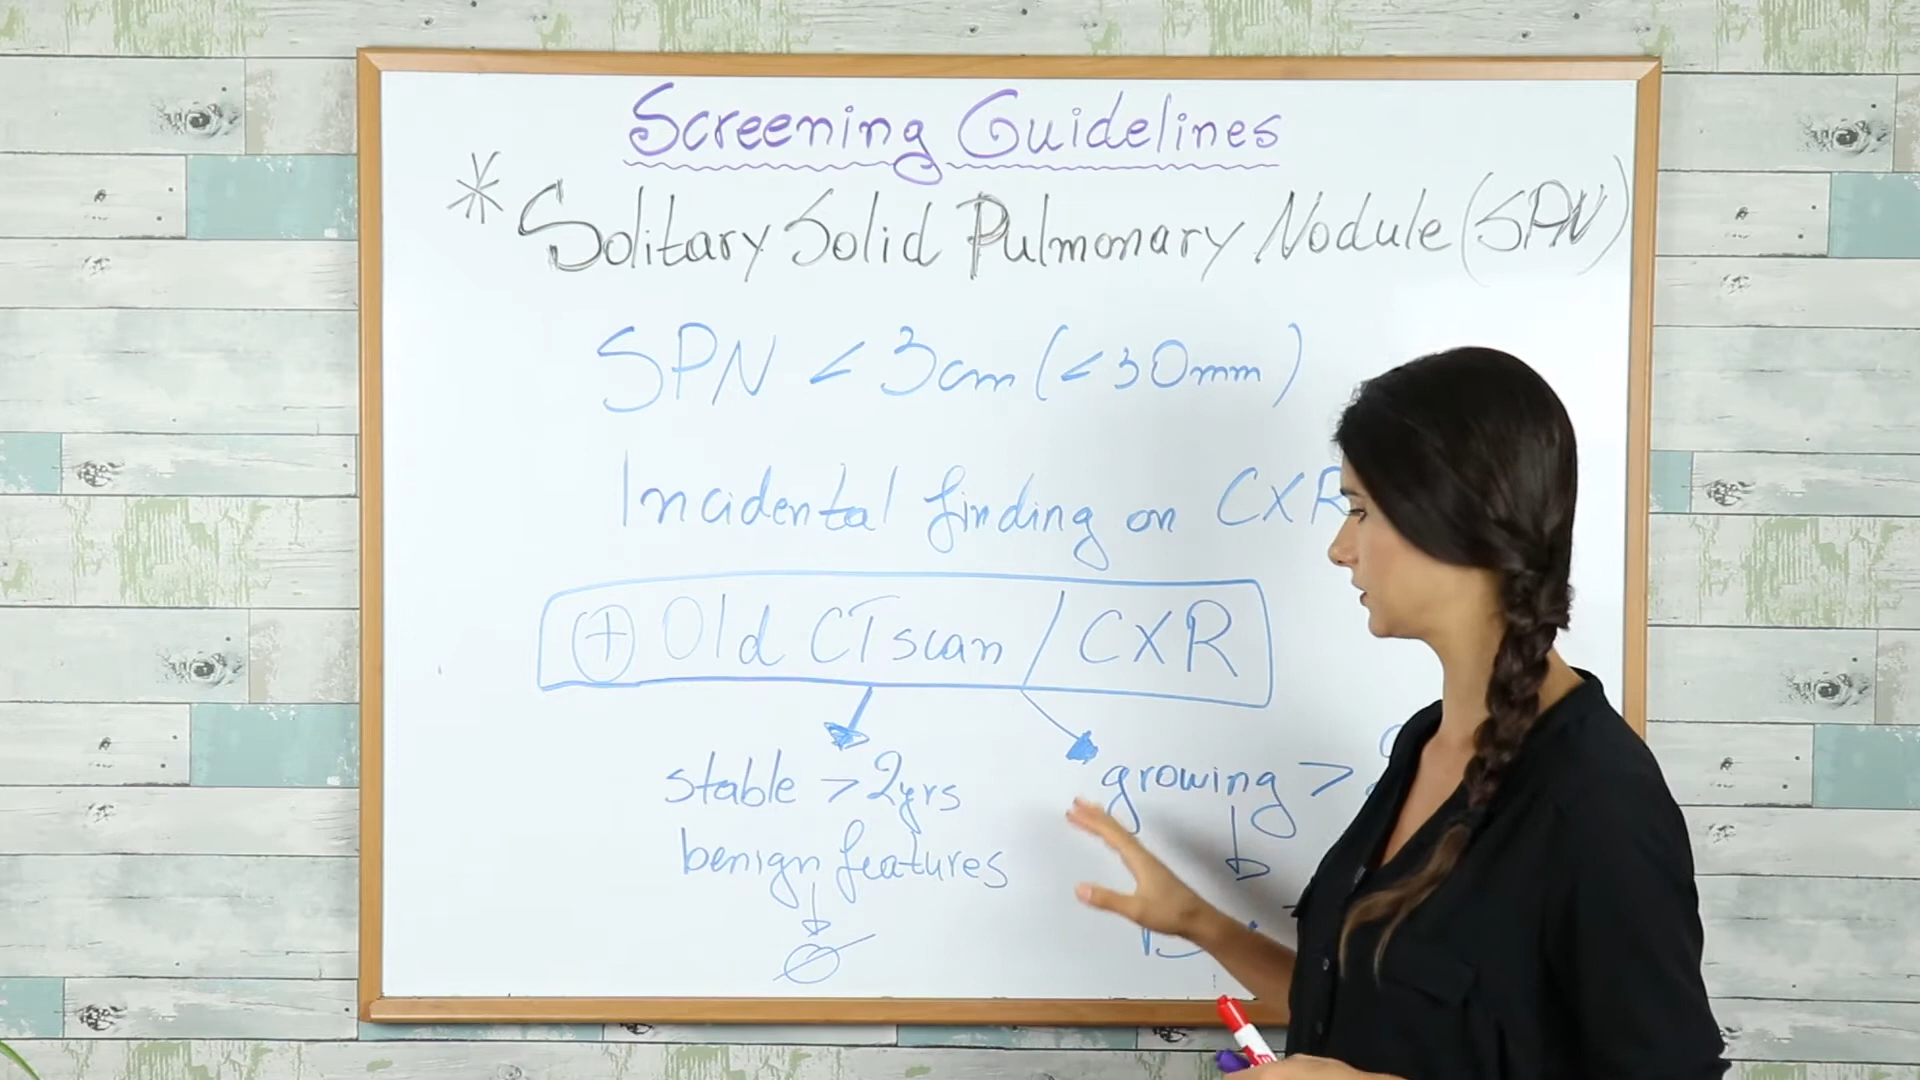 Screening Guidelines
* Solitary Solid Pulmonary Nodule (SPN)
SPN < 3cm (<30mm)
Incidental finding on CXR
⊕ Old CT scan / CXR
stable > 2yrs
growing >
benign features